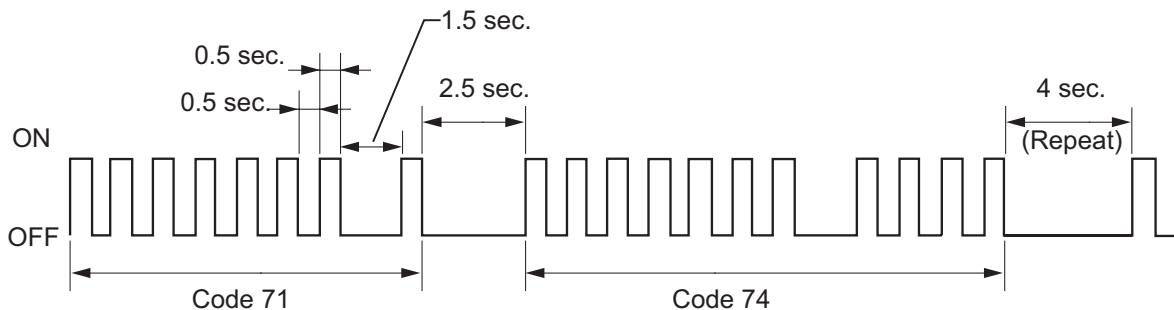 1.5 sec.
0.5 sec.
2.5 sec.
4 sec.
0.5 sec.
ON
(Repeat)
OFF
Code 71
Code 74